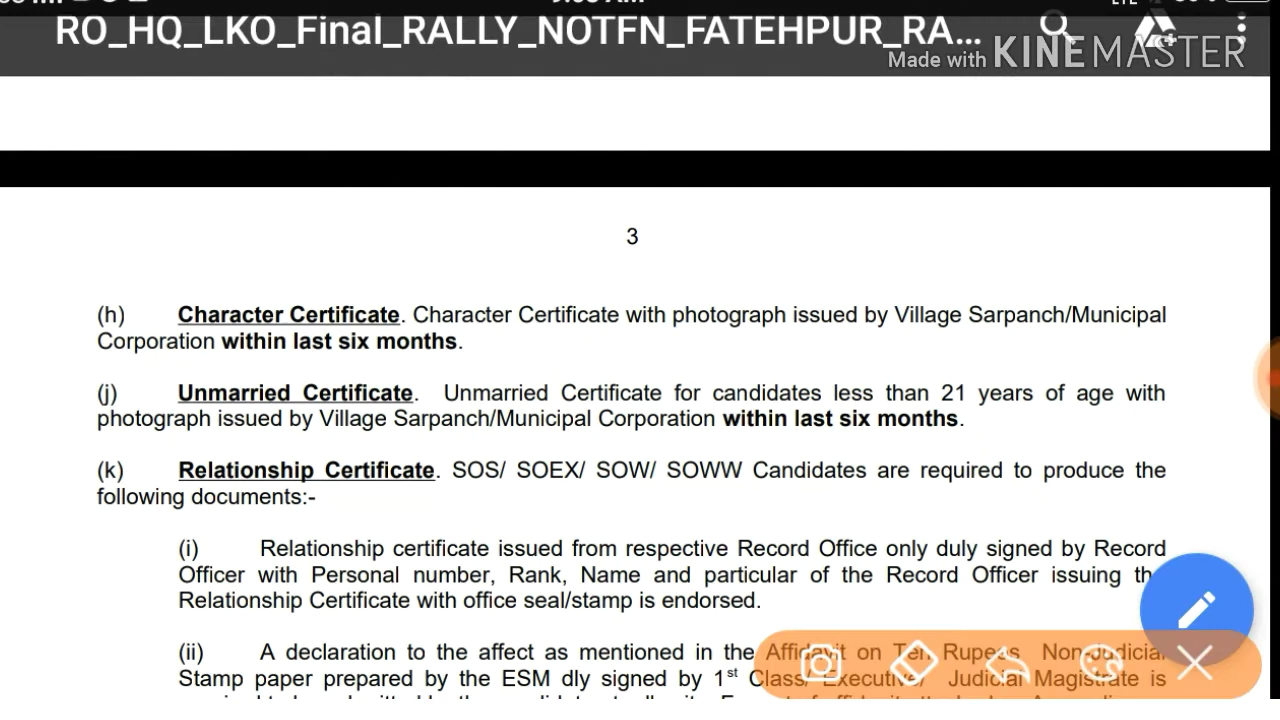 RO_HQ_LKO_Final_RALLY_NOTFN_FATEHPUR_RA...
Made with KINEMASTER
3
(h) Character Certificate. Character Certificate with photograph issued by Village Sarpanch/Municipal
Corporation within last six months.
(j) Unmarried Certificate. Unmarried Certificate for candidates less than 21 years of age with
photograph issued by Village Sarpanch/Municipal Corporation within last six months.
(k) Relationship Certificate. SOS/ SOEX/ SOW/ SOWW Candidates are required to produce the
following documents:-
(i) Relationship certificate issued from respective Record Office only duly signed by Record
Officer with Personal number, Rank, Name and particular of the Record Officer issuing th
Relationship Certificate with office seal/stamp is endorsed.
(ii) A declaration to the affect as mentioned in the Affidavit on Ten Rupees Non-Judicial
Stamp paper prepared by the ESM dly signed by 1st Class/ Executive/ Judicial Magistrate is